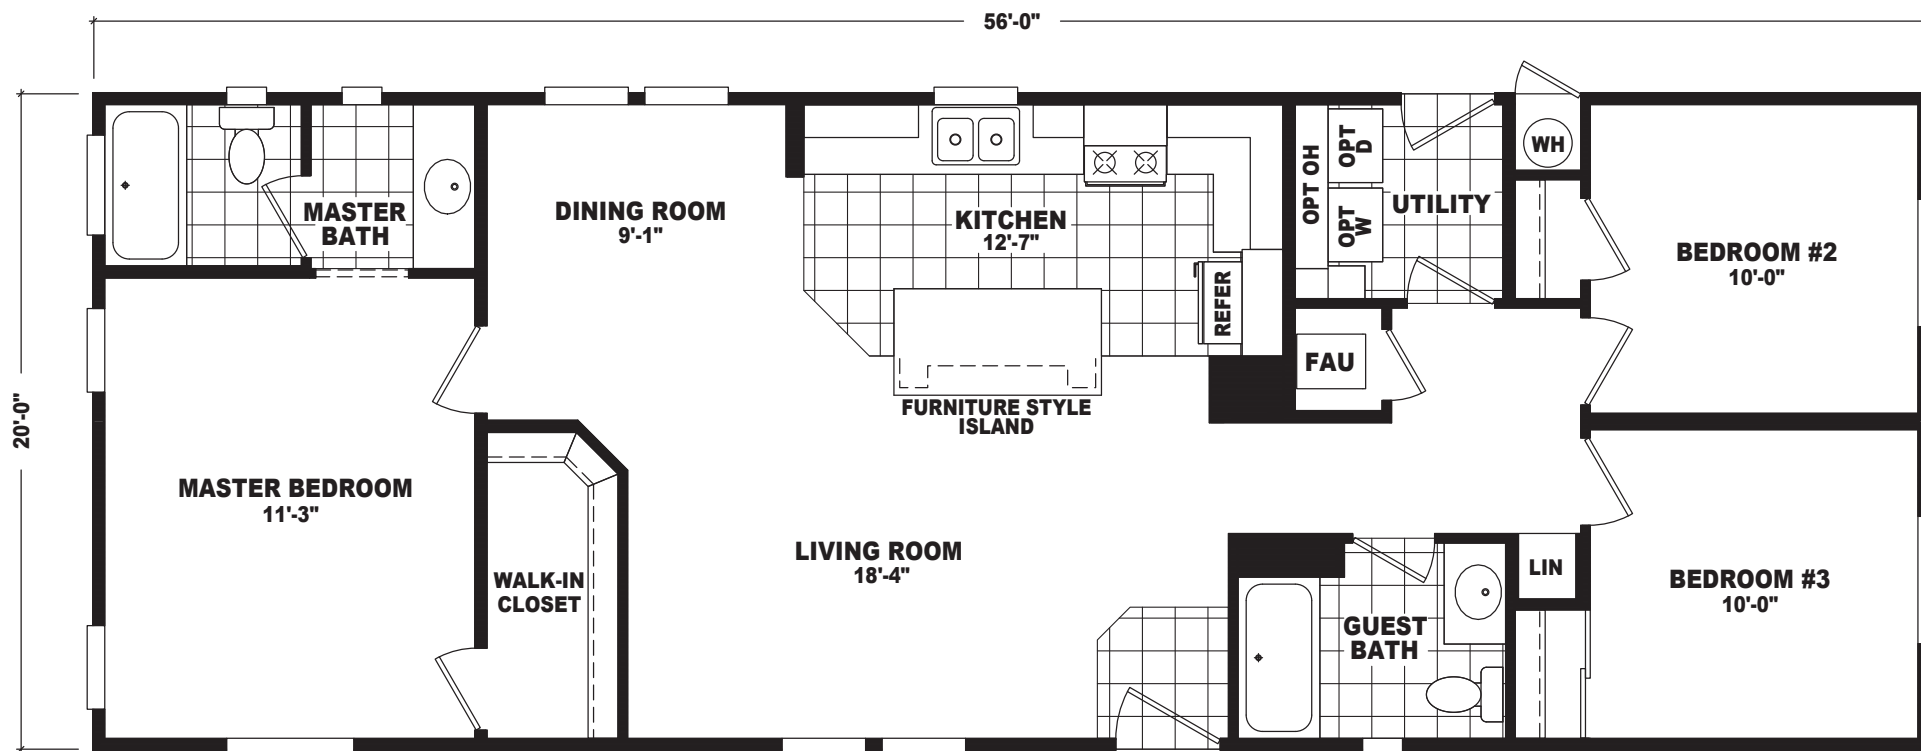 56'-0"
20'-0"
MASTER
BATH
DINING ROOM
9'-1"
KITCHEN
12'-7"
REFER
FURNITURE STYLE
ISLAND
OPT OH
OPT
D
OPT
W
UTILITY
WH
FAU
BEDROOM #2
10'-0"
MASTER BEDROOM
11'-3"
WALK-IN
CLOSET
LIVING ROOM
18'-4"
GUEST
BATH
LIN
BEDROOM #3
10'-0"